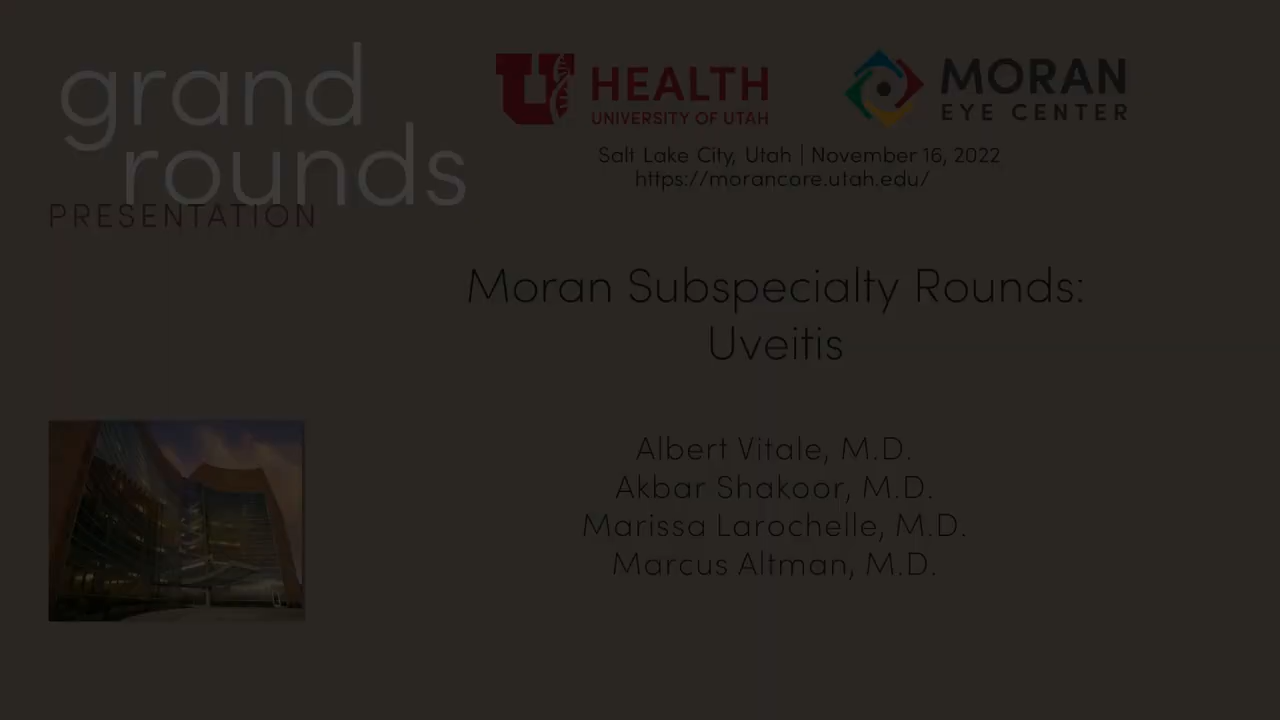 grand
rounds
PRESENTATION
U HEALTH
UNIVERSITY OF UTAH
MORAN
EYE CENTER
Salt Lake City, Utah | November 16, 2022
https://morancore.utah.edu/
Moran Subspecialty Rounds:
Uveitis
Albert Vitale, M.D.
Akbar Shakoor, M.D.
Marissa Larochelle, M.D.
Marcus Altman, M.D.